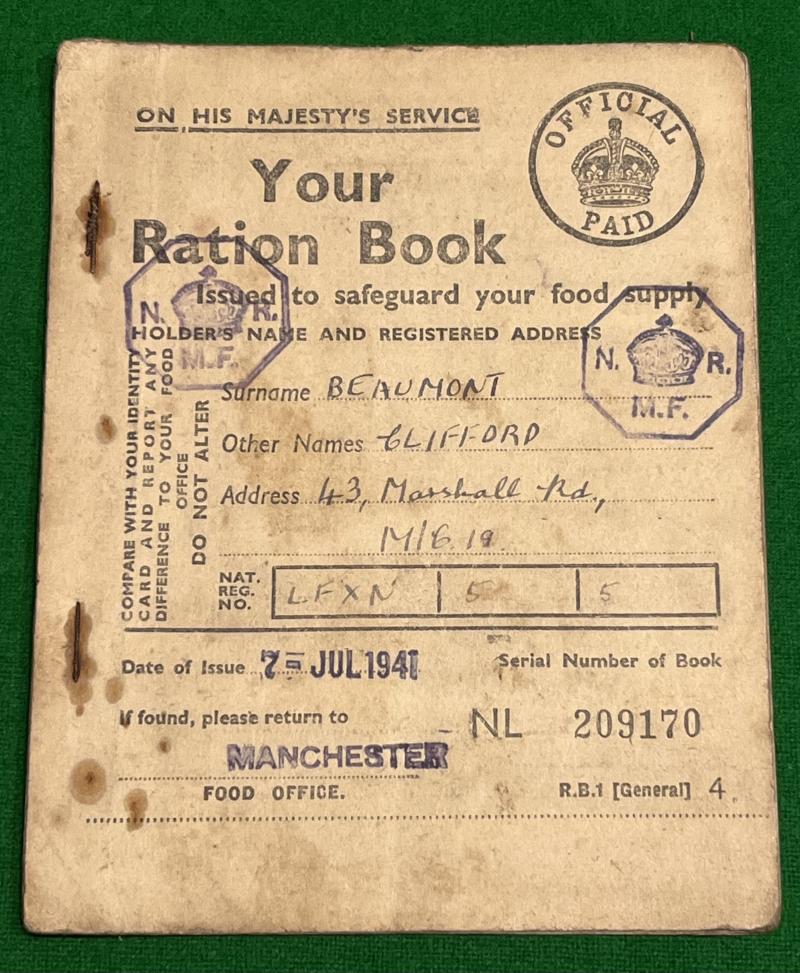 ON HIS MAJESTY'S SERVICE
OFFICIAL
PAID
Your
Ration Book
Issued to safeguard your food supply
N. R.
M.F.
N. R.
M.F.
HOLDER'S NAME AND REGISTERED ADDRESS
COMPARE WITH YOUR IDENTITY
CARD AND REPORT ANY
DIFFERENCE TO YOUR FOOD
OFFICE
DO NOT ALTER
Surname BEAUMONT
Other Names CLIFFORD
Address 43, Marshall Rd.,
M/C.19.
NAT.
REG.
NO.
LFXN 5 5
Date of Issue 7 - JUL 1941
Serial Number of Book
If found, please return to
NL 209170
MANCHESTER
FOOD OFFICE.
R.B.1 [General] 4